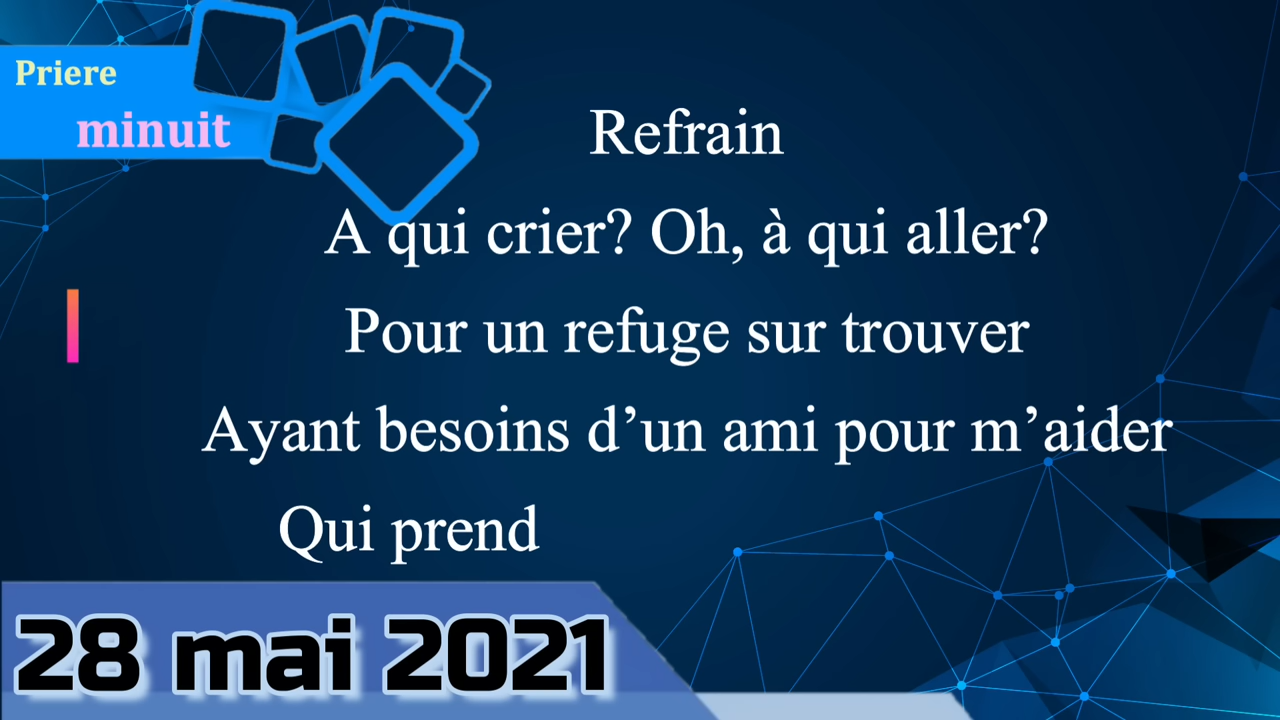 Priere
minuit
Refrain
A qui crier? Oh, à qui aller?
Pour un refuge sur trouver
Ayant besoins d’un ami pour m’aider
Qui prend
28 mai 2021